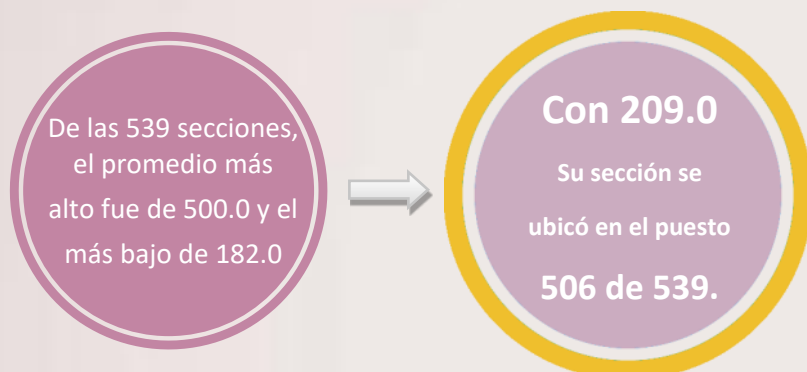 De las 539 secciones,
el promedio más
alto fue de 500.0 y el
más bajo de 182.0
Con 209.0
Su sección se
ubicó en el puesto
506 de 539.